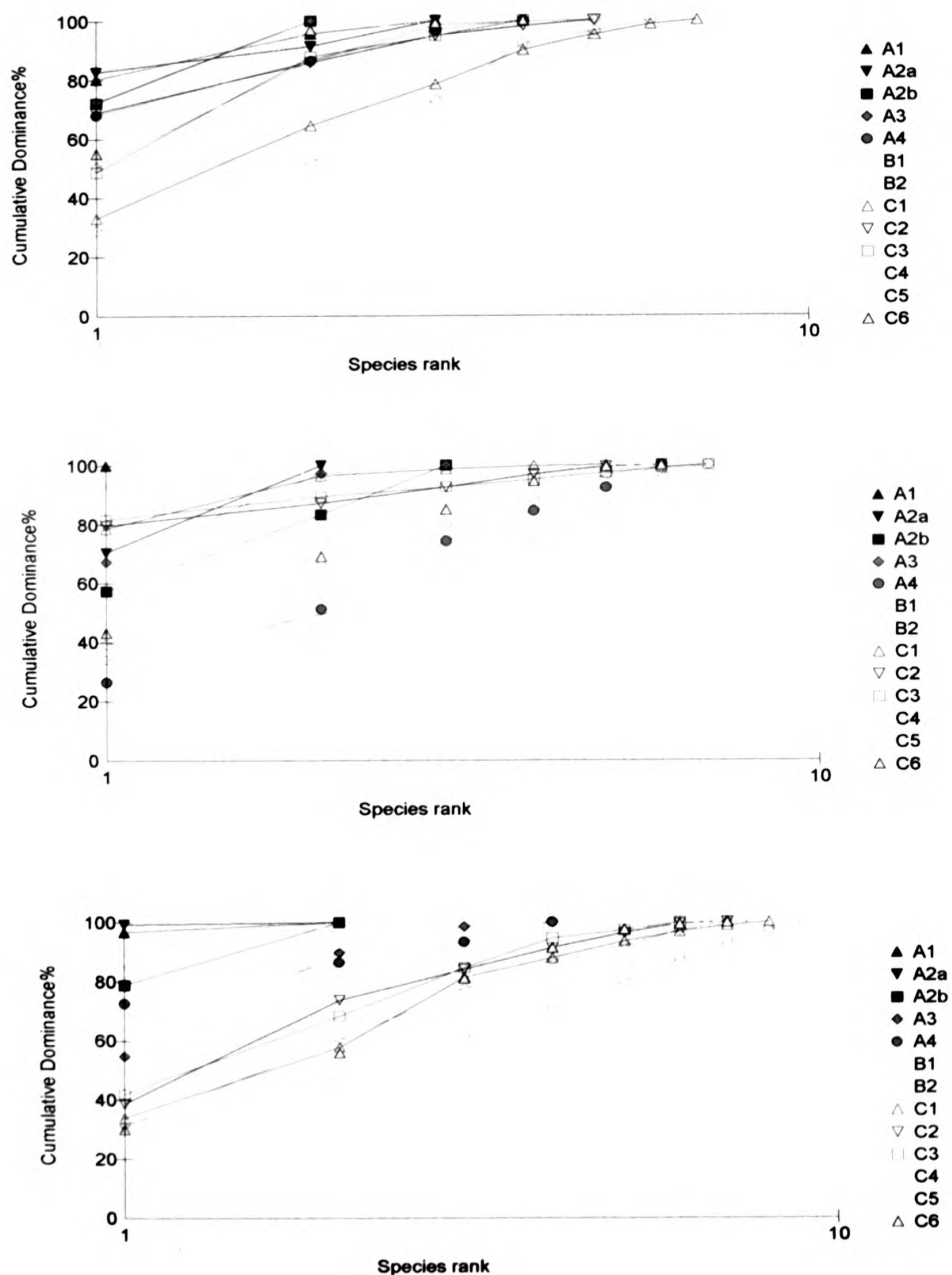 100
80
60
40
20
0
Cumulative Dominance%
1
10
Species rank
A1
A2a
A2b
A3
A4
B1
B2
C1
C2
C3
C4
C5
C6
100
80
60
40
20
0
Cumulative Dominance%
1
10
Species rank
A1
A2a
A2b
A3
A4
B1
B2
C1
C2
C3
C4
C5
C6
100
80
60
40
20
0
Cumulative Dominance%
1
10
Species rank
A1
A2a
A2b
A3
A4
B1
B2
C1
C2
C3
C4
C5
C6